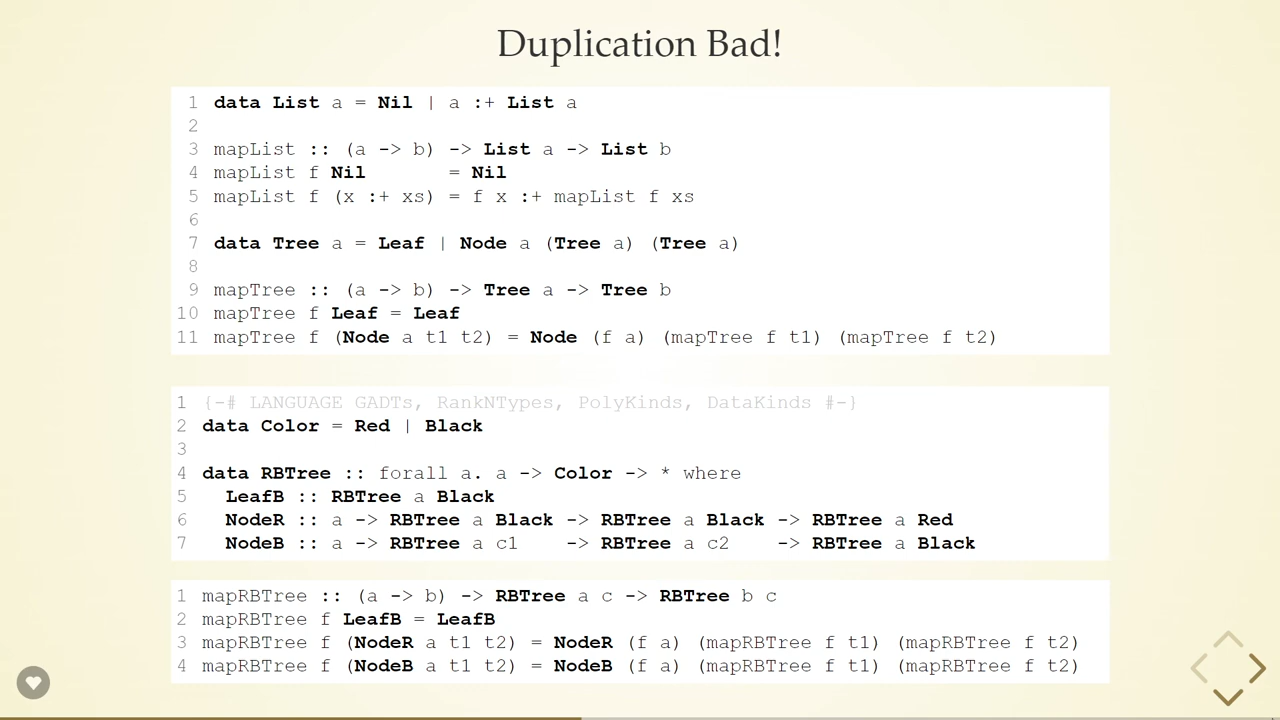 Duplication Bad!
1 data List a = Nil | a :+ List a
2
3 mapList :: (a -> b) -> List a -> List b
4 mapList f Nil       = Nil
5 mapList f (x :+ xs) = f x :+ mapList f xs
6
7 data Tree a = Leaf | Node a (Tree a) (Tree a)
8
9 mapTree :: (a -> b) -> Tree a -> Tree b
10 mapTree f Leaf = Leaf
11 mapTree f (Node a t1 t2) = Node (f a) (mapTree f t1) (mapTree f t2)
1 {-# LANGUAGE GADTs, RankNTypes, PolyKinds, DataKinds #-}
2 data Color = Red | Black
3
4 data RBTree :: forall a. a -> Color -> * where
5   LeafB :: RBTree a Black
6   NodeR :: a -> RBTree a Black -> RBTree a Black -> RBTree a Red
7   NodeB :: a -> RBTree a c1    -> RBTree a c2    -> RBTree a Black
1 mapRBTree :: (a -> b) -> RBTree a c -> RBTree b c
2 mapRBTree f LeafB = LeafB
3 mapRBTree f (NodeR a t1 t2) = NodeR (f a) (mapRBTree f t1) (mapRBTree f t2)
4 mapRBTree f (NodeB a t1 t2) = NodeB (f a) (mapRBTree f t1) (mapRBTree f t2)